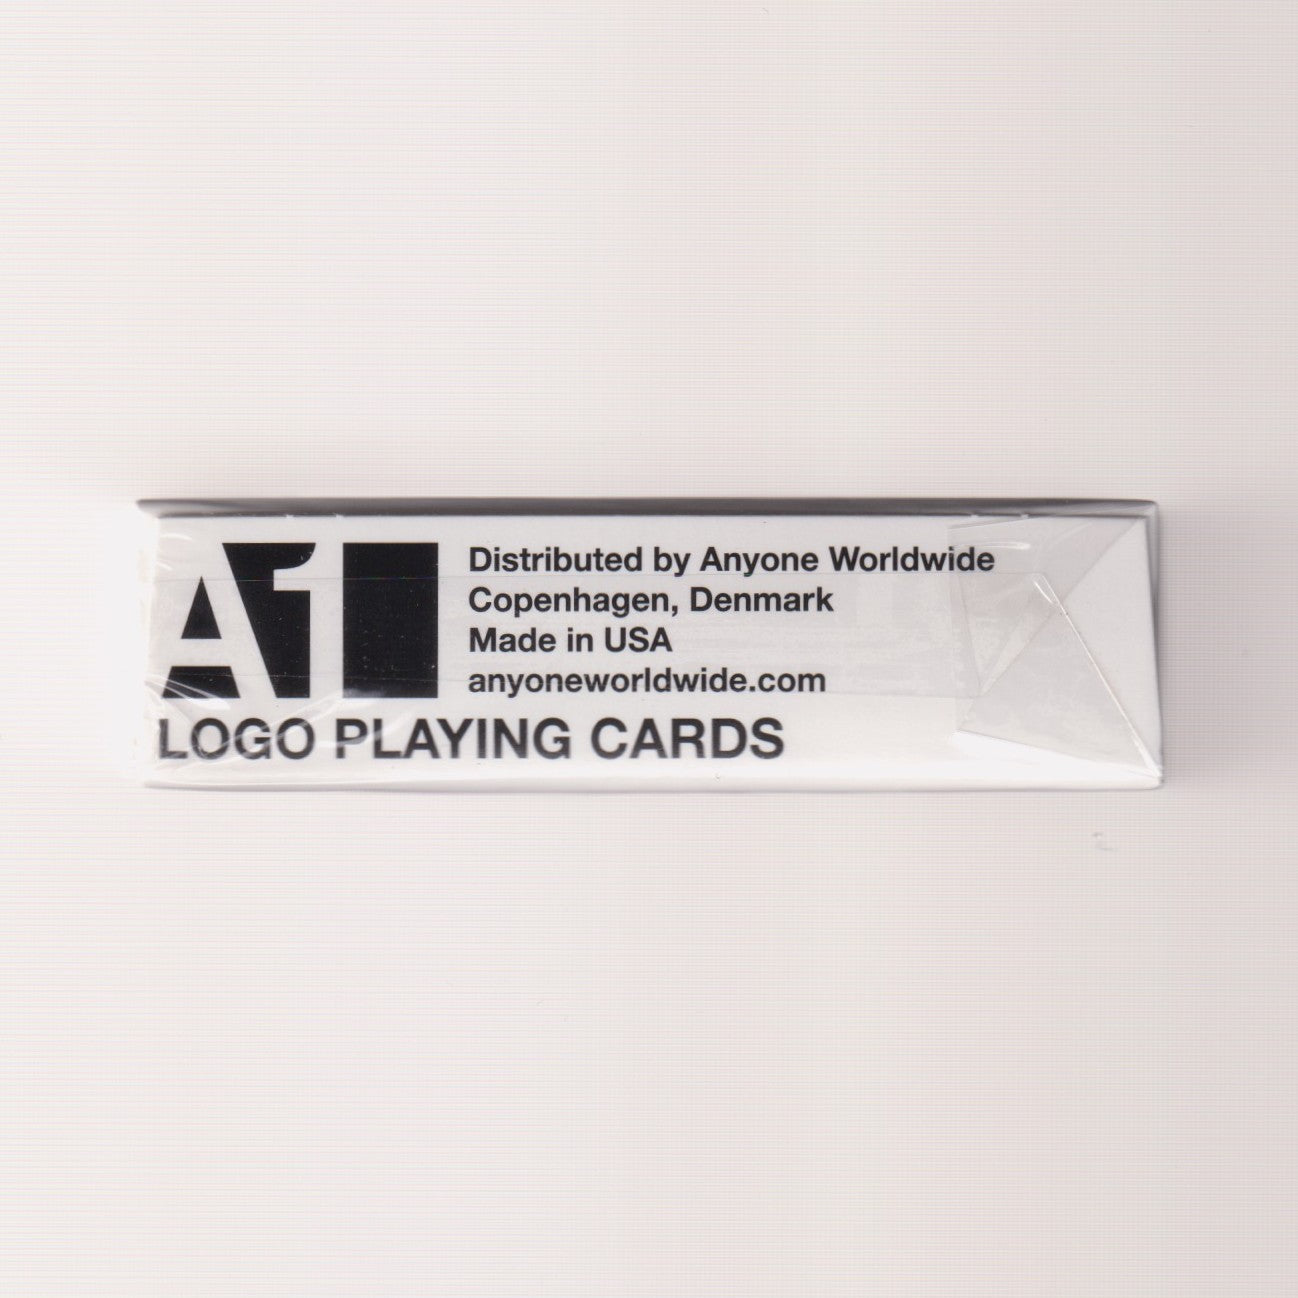 A1
Distributed by Anyone Worldwide
Copenhagen, Denmark
Made in USA
anyoneworldwide.com
LOGO PLAYING CARDS